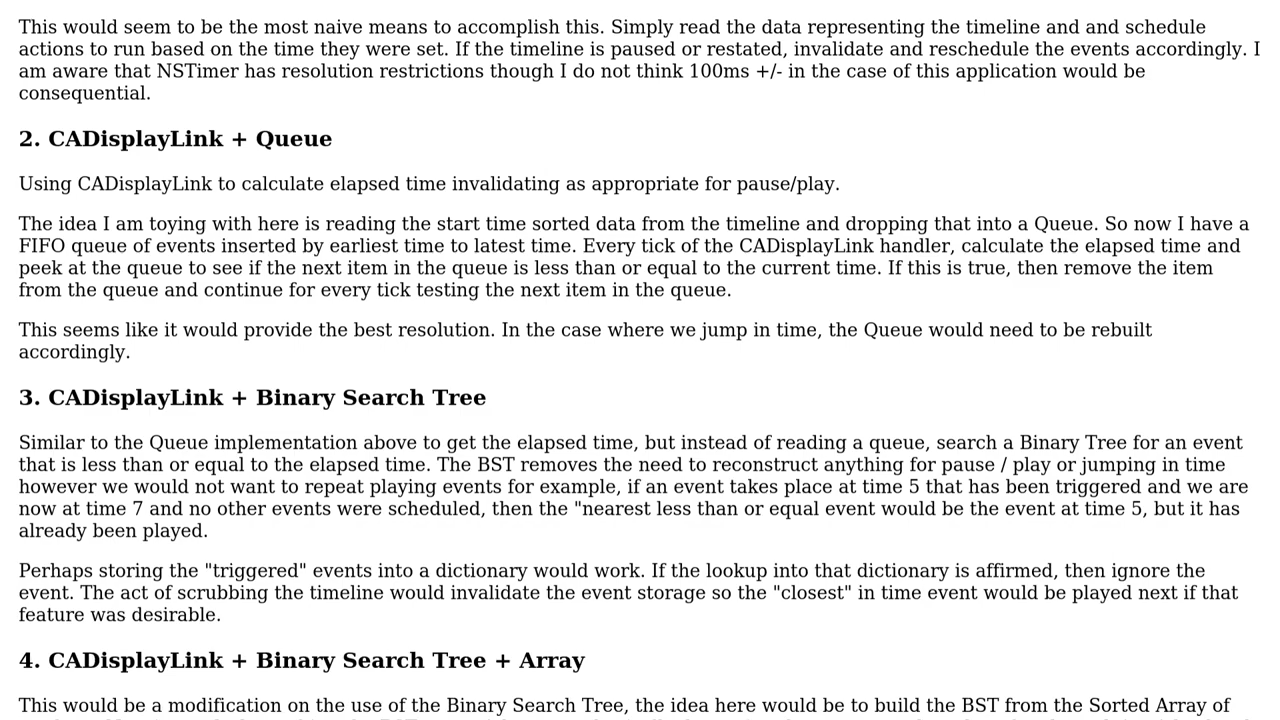 This would seem to be the most naive means to accomplish this. Simply read the data representing the timeline and and schedule
actions to run based on the time they were set. If the timeline is paused or restated, invalidate and reschedule the events accordingly. I
am aware that NSTimer has resolution restrictions though I do not think 100ms +/- in the case of this application would be
consequential.
2. CADisplayLink + Queue
Using CADisplayLink to calculate elapsed time invalidating as appropriate for pause/play.
The idea I am toying with here is reading the start time sorted data from the timeline and dropping that into a Queue. So now I have a
FIFO queue of events inserted by earliest time to latest time. Every tick of the CADisplayLink handler, calculate the elapsed time and
peek at the queue to see if the next item in the queue is less than or equal to the current time. If this is true, then remove the item
from the queue and continue for every tick testing the next item in the queue.
This seems like it would provide the best resolution. In the case where we jump in time, the Queue would need to be rebuilt
accordingly.
3. CADisplayLink + Binary Search Tree
Similar to the Queue implementation above to get the elapsed time, but instead of reading a queue, search a Binary Tree for an event
that is less than or equal to the elapsed time. The BST removes the need to reconstruct anything for pause / play or jumping in time
however we would not want to repeat playing events for example, if an event takes place at time 5 that has been triggered and we are
now at time 7 and no other events were scheduled, then the "nearest less than or equal event would be the event at time 5, but it has
already been played.
Perhaps storing the "triggered" events into a dictionary would work. If the lookup into that dictionary is affirmed, then ignore the
event. The act of scrubbing the timeline would invalidate the event storage so the "closest" in time event would be played next if that
feature was desirable.
4. CADisplayLink + Binary Search Tree + Array
This would be a modification on the use of the Binary Search Tree, the idea here would be to build the BST from the Sorted Array of